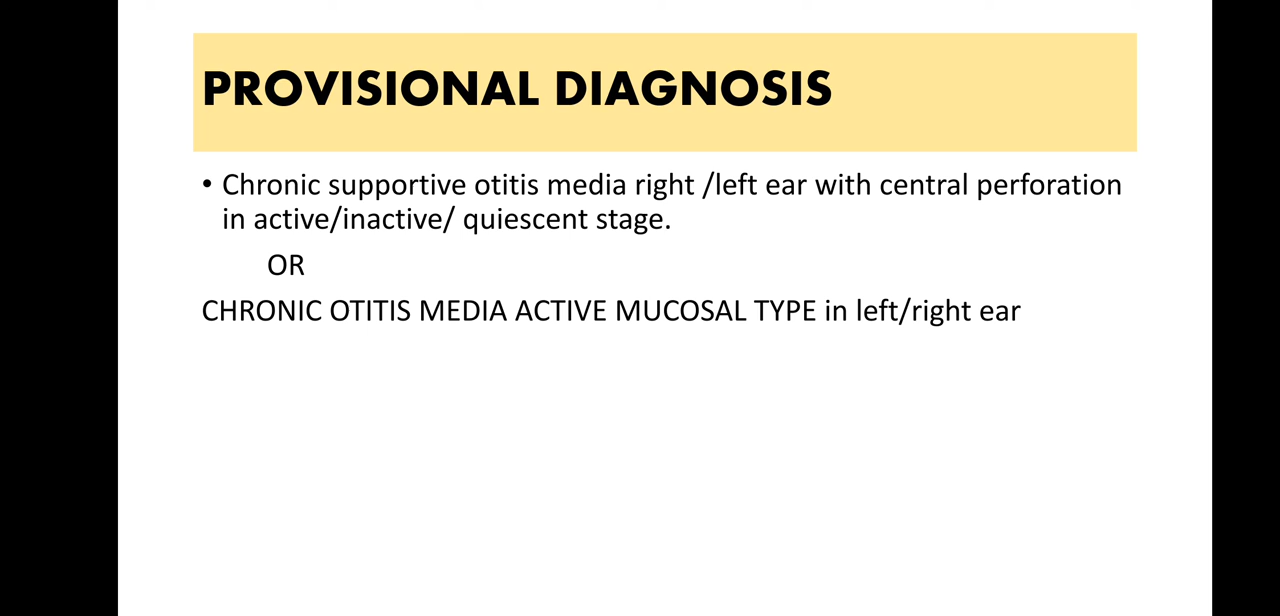 PROVISIONAL DIAGNOSIS
• Chronic supportive otitis media right /left ear with central perforation
in active/inactive/ quiescent stage.
OR
CHRONIC OTITIS MEDIA ACTIVE MUCOSAL TYPE in left/right ear